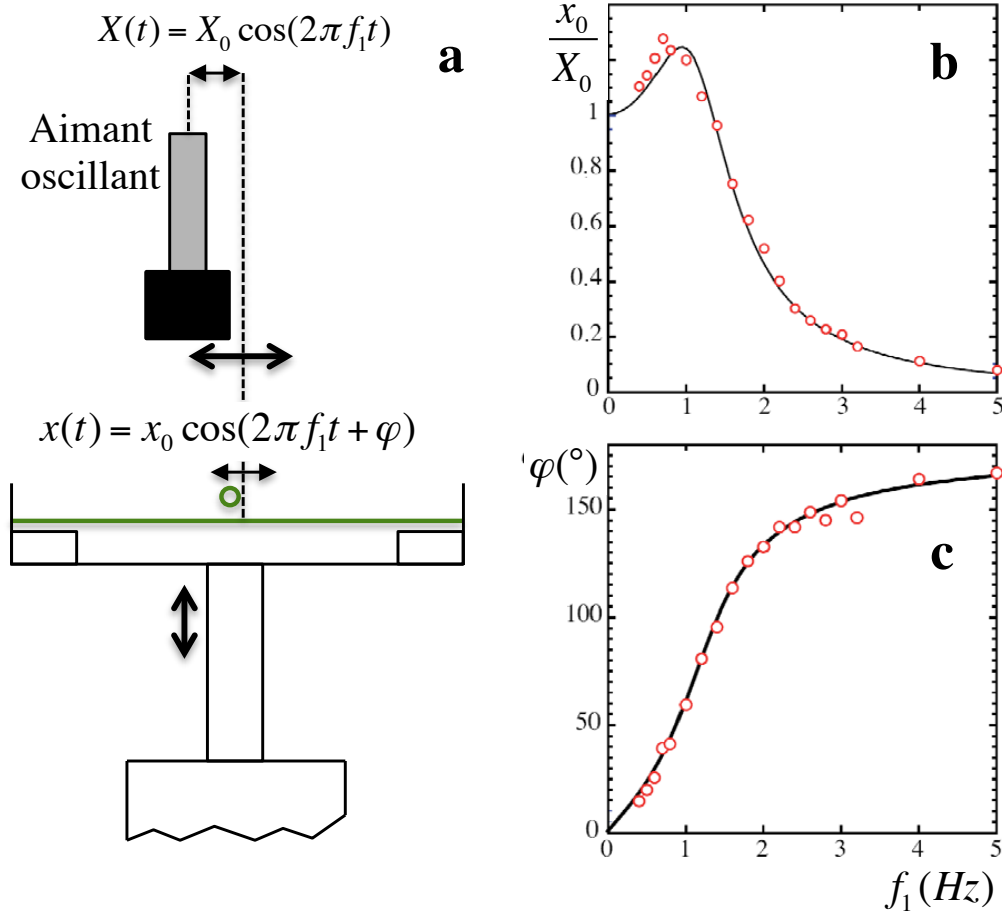 X(t) = X₀ cos(2πf₁t)
a
Aimant
oscillant
x(t) = x₀ cos(2πf₁t + φ)
x₀
X₀
b
1
0.8
0.6
0.4
0.2
0
0 1 2 3 4 5
φ(°)
150
100
50
0
c
0 1 2 3 4 5
f₁(Hz)